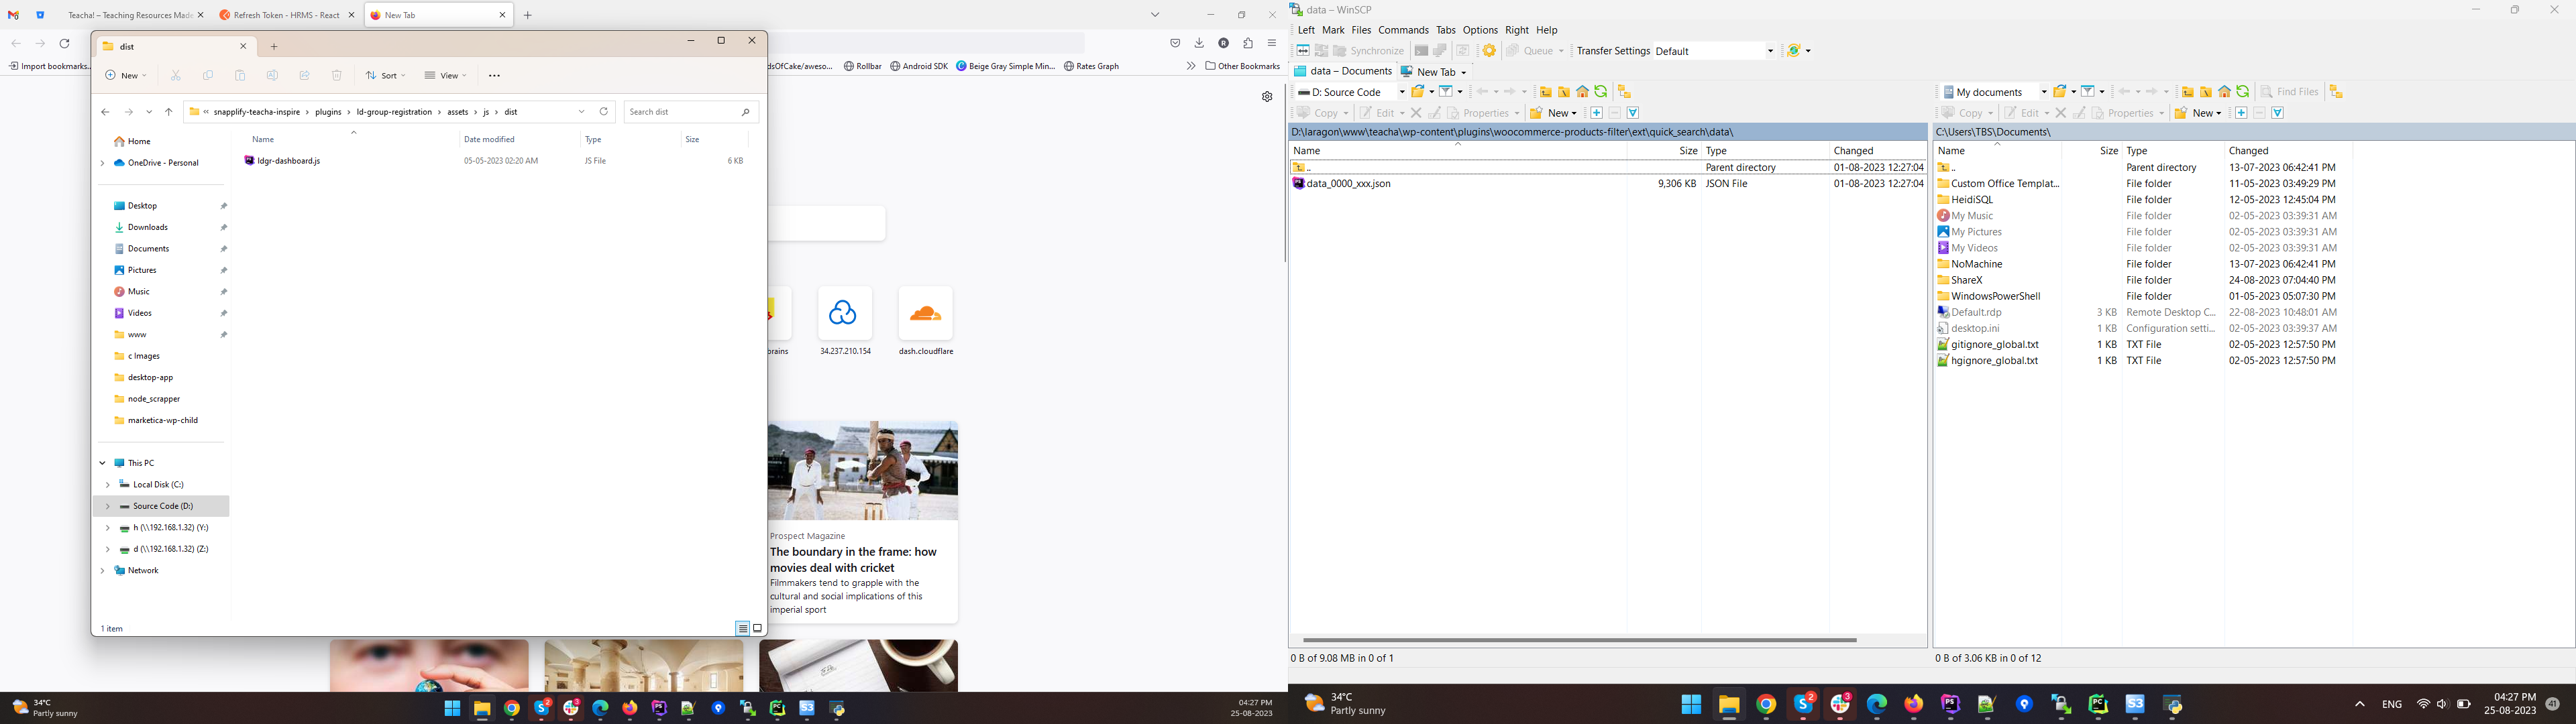 Teacha! – Teaching Resources Made
Refresh Token - HRMS - React
New Tab
Import bookmarks...
dsOfCake/aweso...
Rollbar
Android SDK
Beige Gray Simple Min...
Rates Graph
Other Bookmarks
dist
New
Sort
View
snapplify-teacha-inspire
plugins
ld-group-registration
assets
js
dist
Search dist
Name
Date modified
Type
Size
ldgr-dashboard.js
05-05-2023 02:20 AM
JS File
6 KB
Home
OneDrive - Personal
Desktop
Downloads
Documents
Pictures
Music
Videos
www
c Images
desktop-app
node_scrapper
marketica-wp-child
This PC
Local Disk (C:)
Source Code (D:)
h (\\192.168.1.32) (Y:)
d (\\192.168.1.32) (Z:)
Network
1 item
brains
34.237.210.154
dash.cloudflare
Prospect Magazine
The boundary in the frame: how
movies deal with cricket
Filmmakers tend to grapple with the
cultural and social implications of this
imperial sport
34°C
Partly sunny
04:27 PM
25-08-2023
data – WinSCP
Left Mark Files Commands Tabs Options Right Help
Synchronize
Queue
Transfer Settings Default
data – Documents
New Tab
D: Source Code
Copy
Edit
Properties
New
D:\laragon\www\teacha\wp-content\plugins\woocommerce-products-filter\ext\quick_search\data\
Name Size Type Changed
.. Parent directory 01-08-2023 12:27:04
data_0000_xxx.json 9,306 KB JSON File 01-08-2023 12:27:04
0 B of 9.08 MB in 0 of 1
My documents
Find Files
Copy
Edit
Properties
New
C:\Users\TBS\Documents\
Name Size Type Changed
.. Parent directory 13-07-2023 06:42:41 PM
Custom Office Templat... File folder 11-05-2023 03:49:29 PM
HeidiSQL File folder 12-05-2023 12:45:04 PM
My Music File folder 02-05-2023 03:39:31 AM
My Pictures File folder 02-05-2023 03:39:31 AM
My Videos File folder 02-05-2023 03:39:31 AM
NoMachine File folder 13-07-2023 06:42:41 PM
ShareX File folder 24-08-2023 07:04:40 PM
WindowsPowerShell File folder 01-05-2023 05:07:30 PM
Default.rdp 3 KB Remote Desktop C... 22-08-2023 10:48:01 AM
desktop.ini 1 KB Configuration setti... 02-05-2023 03:39:37 AM
gitignore_global.txt 1 KB TXT File 02-05-2023 12:57:50 PM
hgignore_global.txt 1 KB TXT File 02-05-2023 12:57:50 PM
0 B of 3.06 KB in 0 of 12
34°C
Partly sunny
ENG
04:27 PM
25-08-2023
41